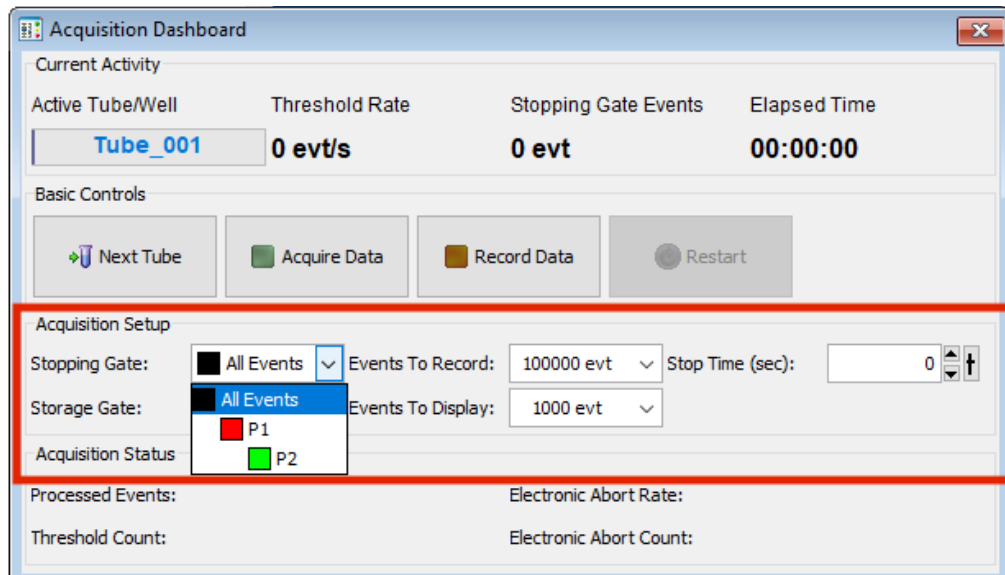 Acquisition Dashboard
Current Activity
Active Tube/Well Threshold Rate Stopping Gate Events Elapsed Time
Tube_001 0 evt/s 0 evt 00:00:00
Basic Controls
Next Tube Acquire Data Record Data Restart
Acquisition Setup
Stopping Gate: All Events Events To Record: 100000 evt Stop Time (sec): 0
Storage Gate: All Events Events To Display: 1000 evt
P1
Acquisition Status P2
Processed Events: Electronic Abort Rate:
Threshold Count: Electronic Abort Count: